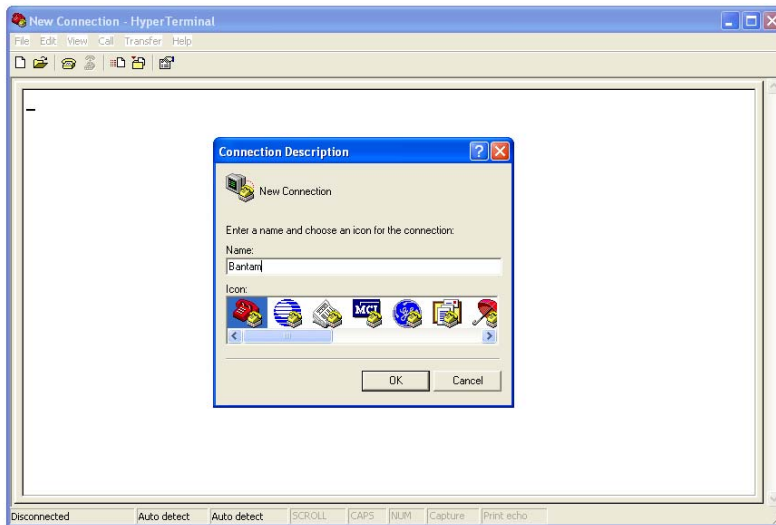 New Connection - HyperTerminal
File Edit View Call Transfer Help
Connection Description
New Connection
Enter a name and choose an icon for the connection:
Name:
Bantam
Icon:
MCI
OK Cancel
Disconnected Auto detect Auto detect SCROLL CAPS NUM Capture Print echo